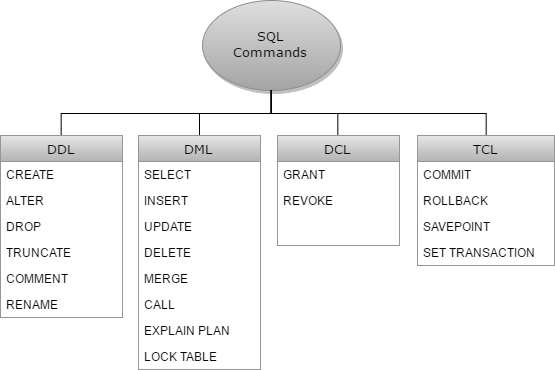 SQL
Commands
DDL
CREATE
ALTER
DROP
TRUNCATE
COMMENT
RENAME
DML
SELECT
INSERT
UPDATE
DELETE
MERGE
CALL
EXPLAIN PLAN
LOCK TABLE
DCL
GRANT
REVOKE
TCL
COMMIT
ROLLBACK
SAVEPOINT
SET TRANSACTION